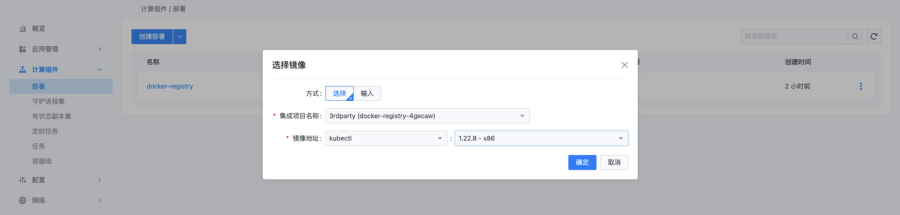 计算组件 / 部署
概览
应用管理
计算组件
部署
守护进程集
有状态副本集
定时任务
任务
容器组
配置
网络
创建部署
按名称搜索
名称
创建时间
docker-registry
2 小时前
选择镜像
方式:
选择
输入
* 集成项目名称:
3rdparty (docker-registry-4gecaw)
* 镜像地址:
kubectl
:
1.22.8 - x86
确定
取消